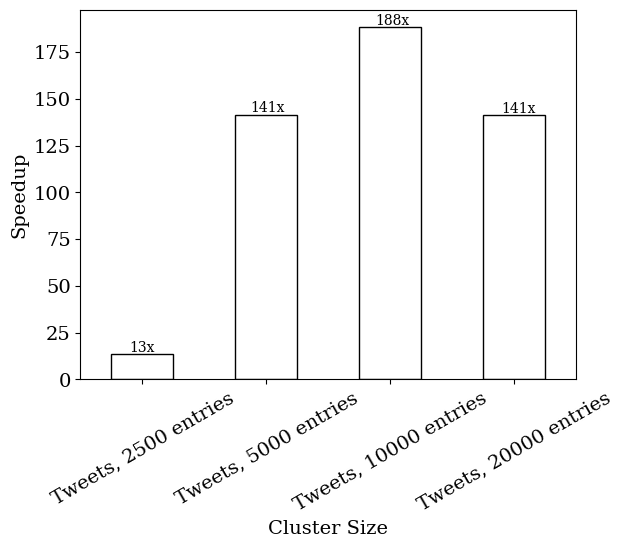 188x
175
150
141x
141x
125
Speedup
100
75
50
25
13x
0
Tweets, 2500 entries
Tweets, 5000 entries
Tweets, 10000 entries
Tweets, 20000 entries
Cluster Size